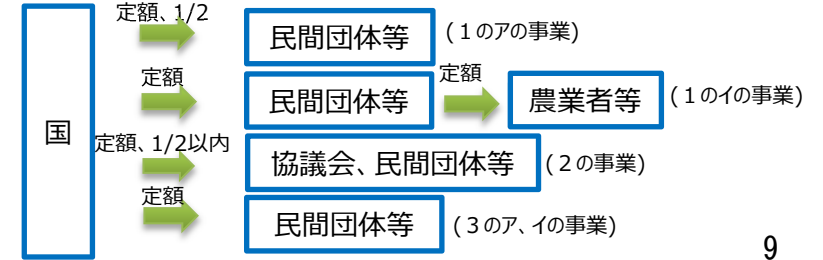 定額、1/2
民間団体等
(1のアの事業)
定額
民間団体等
定額
農業者等
(1のイの事業)
国
定額、1/2以内
協議会、民間団体等
(2の事業)
定額
民間団体等
(3のア、イの事業)
9